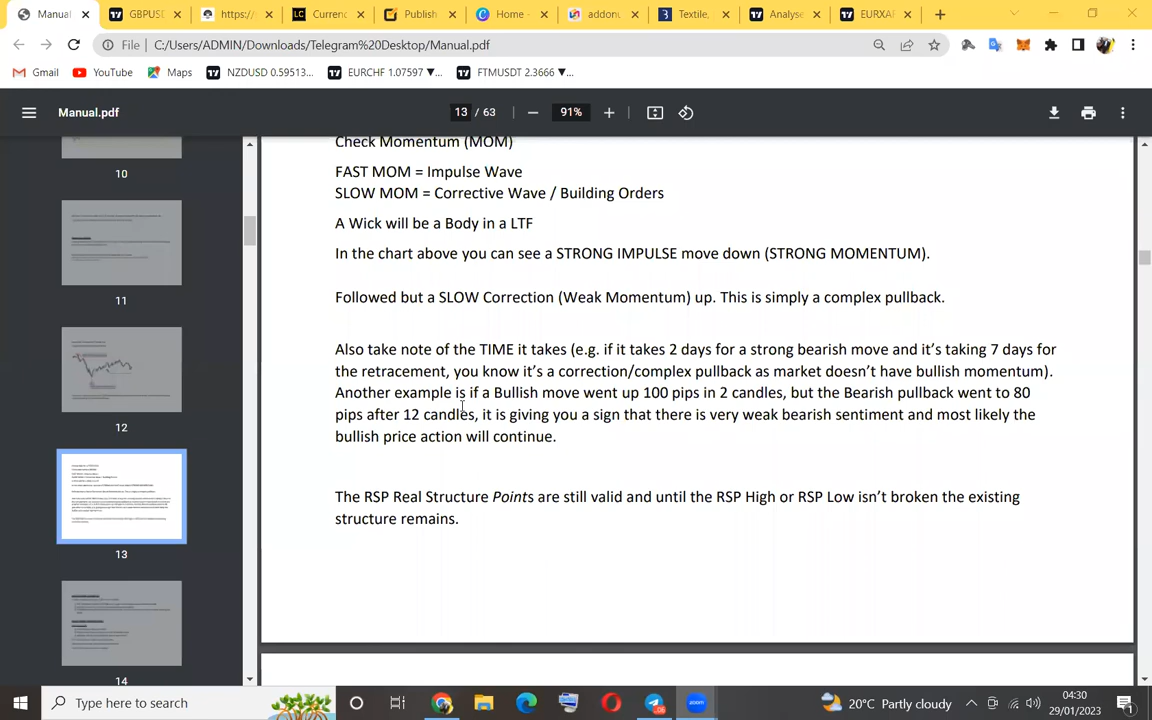 Manual
GBPUSD
https://
Currenc
Publish
Home -
addonu
Textile,
Analyse
EURXAF
File
C:/Users/ADMIN/Downloads/Telegram%20Desktop/Manual.pdf
Gmail
YouTube
Maps
NZDUSD 0.59513...
EURCHF 1.07597 ▼...
FTMUSDT 2.3666 ▼...
Manual.pdf
13 / 63
91%
10
11
12
13
14
Check Momentum (MOM)
FAST MOM = Impulse Wave
SLOW MOM = Corrective Wave / Building Orders
A Wick will be a Body in a LTF
In the chart above you can see a STRONG IMPULSE move down (STRONG MOMENTUM).
Followed but a SLOW Correction (Weak Momentum) up. This is simply a complex pullback.
Also take note of the TIME it takes (e.g. if it takes 2 days for a strong bearish move and it's taking 7 days for
the retracement, you know it's a correction/complex pullback as market doesn't have bullish momentum).
Another example is if a Bullish move went up 100 pips in 2 candles, but the Bearish pullback went to 80
pips after 12 candles, it is giving you a sign that there is very weak bearish sentiment and most likely the
bullish price action will continue.
The RSP Real Structure Points are still valid and until the RSP High or RSP Low isn't broken the existing
structure remains.
Type here to search
20°C Partly cloudy
04:30
29/01/2023